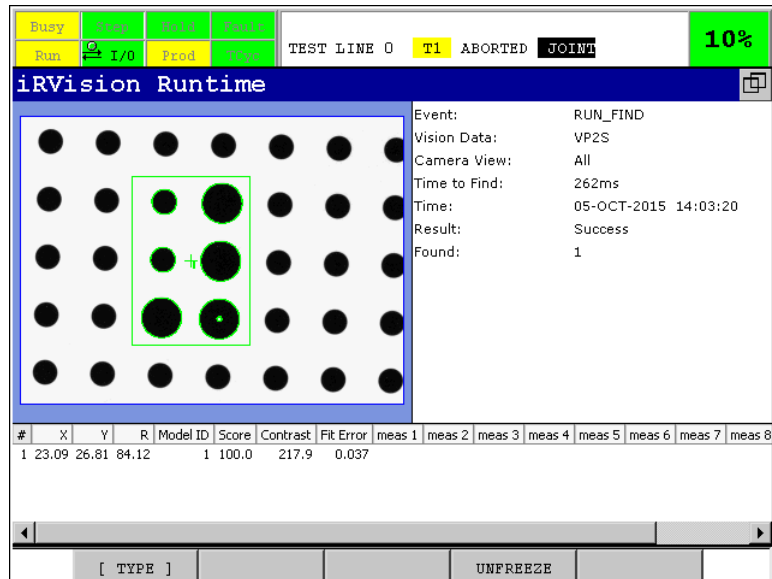 Busy Step Hold Fault
Run I/O Prod TCyc
TEST LINE 0 T1 ABORTED JOINT
10%
iRVision Runtime
Event: RUN_FIND
Vision Data: VP2S
Camera View: All
Time to Find: 262ms
Time: 05-OCT-2015 14:03:20
Result: Success
Found: 1
# X Y R Model ID Score Contrast Fit Error meas 1 meas 2 meas 3 meas 4 meas 5 meas 6 meas 7 meas 8
1 23.09 26.81 84.12 1 100.0 217.9 0.037
[ TYPE ] UNFREEZE